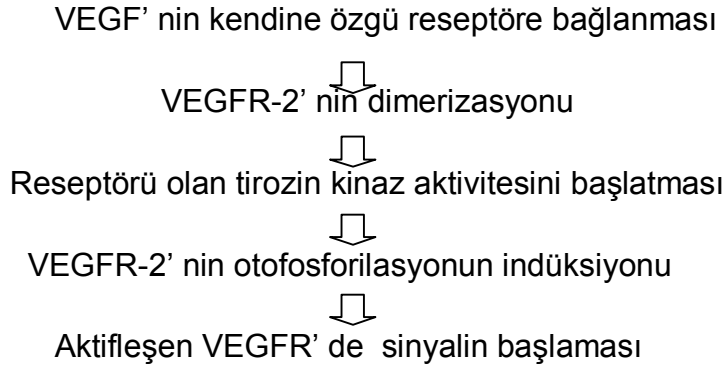 VEGF’ nin kendine özgü reseptöre bağlanması
VEGFR-2’ nin dimerizasyonu
Reseptörü olan tirozin kinaz aktivitesini başlatması
VEGFR-2’ nin otofosforilasyonun indüksiyonu
Aktifleşen VEGFR’ de sinyalin başlaması